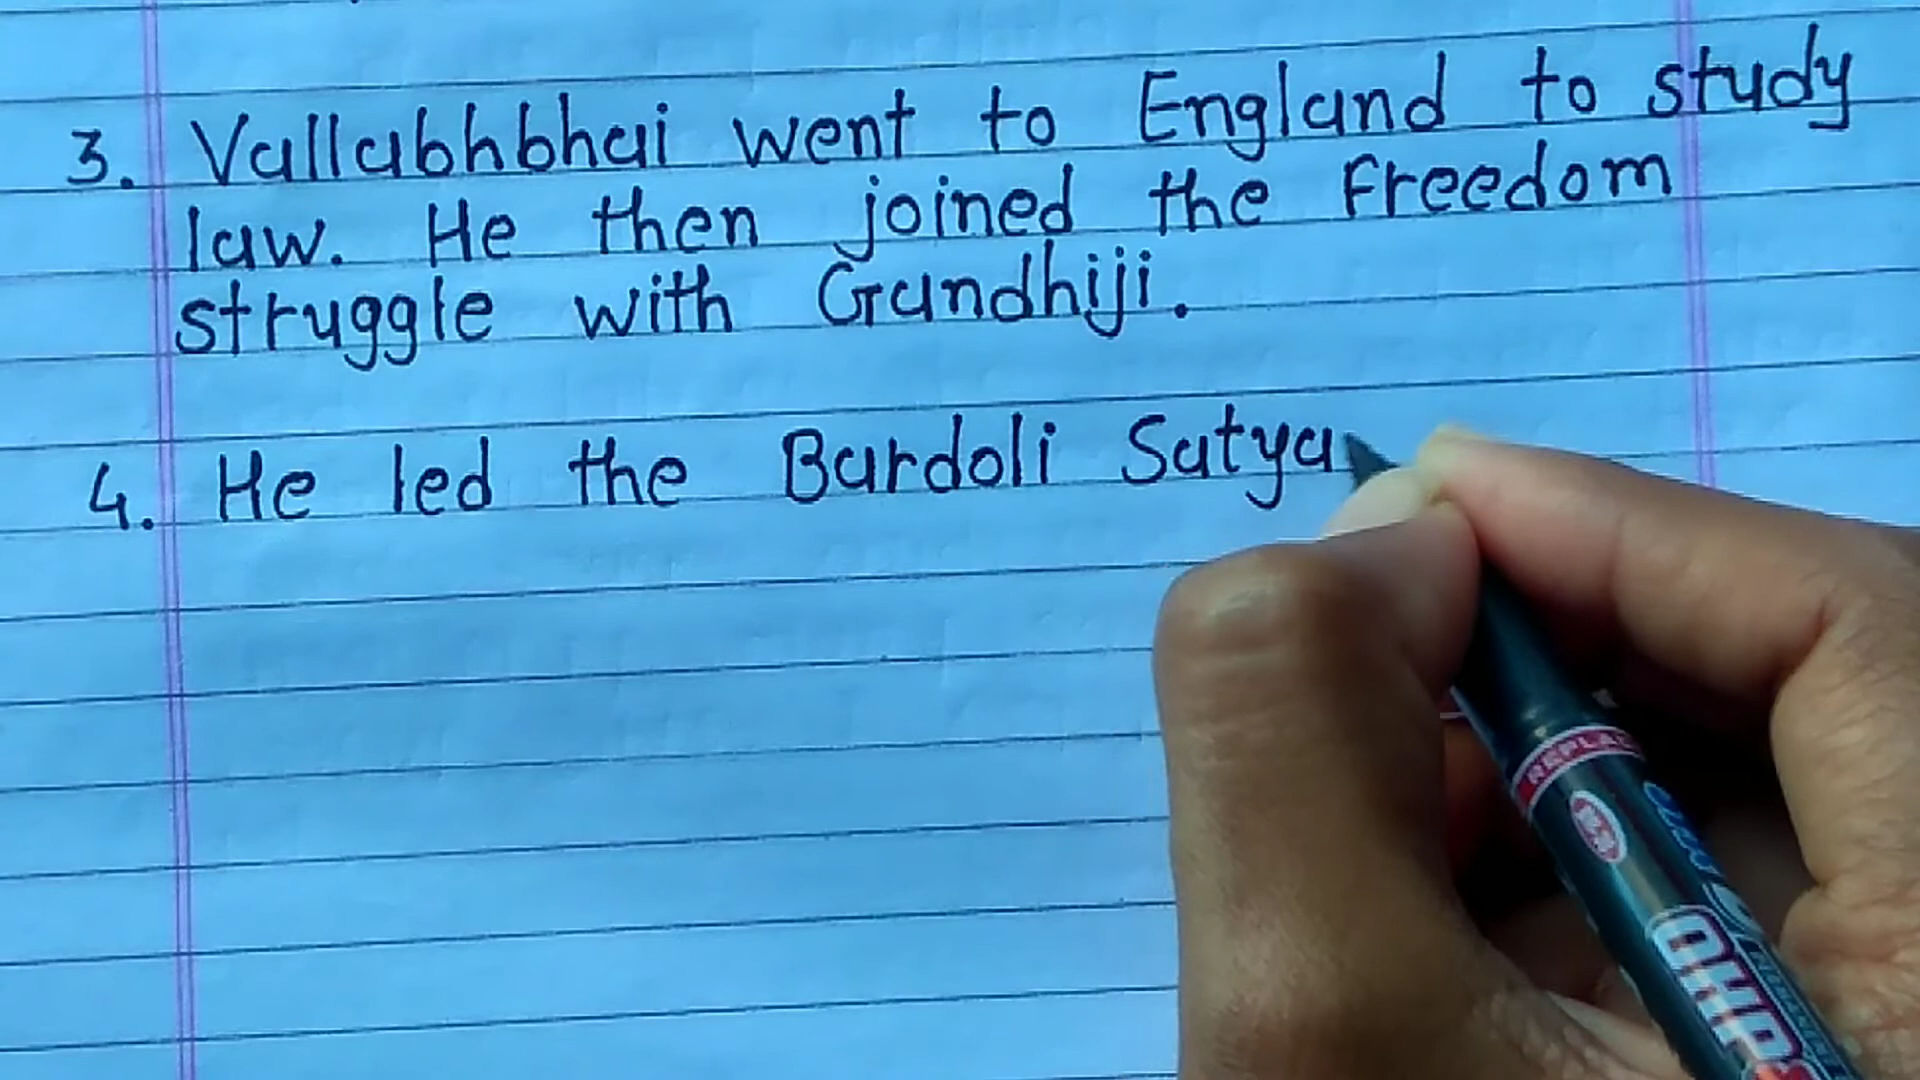 3. Vallabhbhai went to England to study
law. He then joined the Freedom
struggle with Gandhiji.
4. He led the Bardoli Satya
OHP